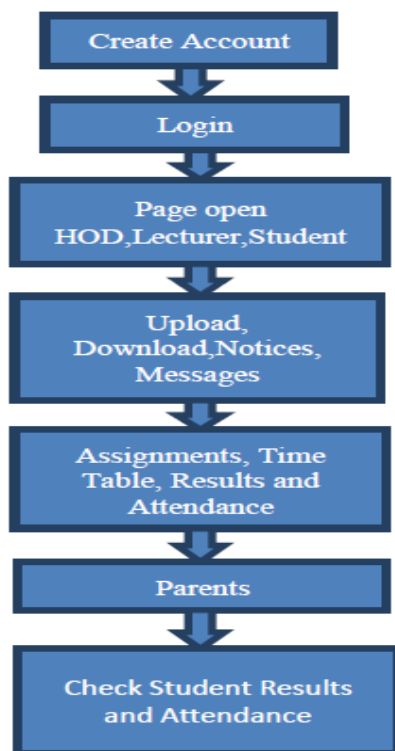 Create Account
Login
Page open
HOD,Lecturer,Student
Upload,
Download,Notices,
Messages
Assignments, Time
Table, Results and
Attendance
Parents
Check Student Results
and Attendance